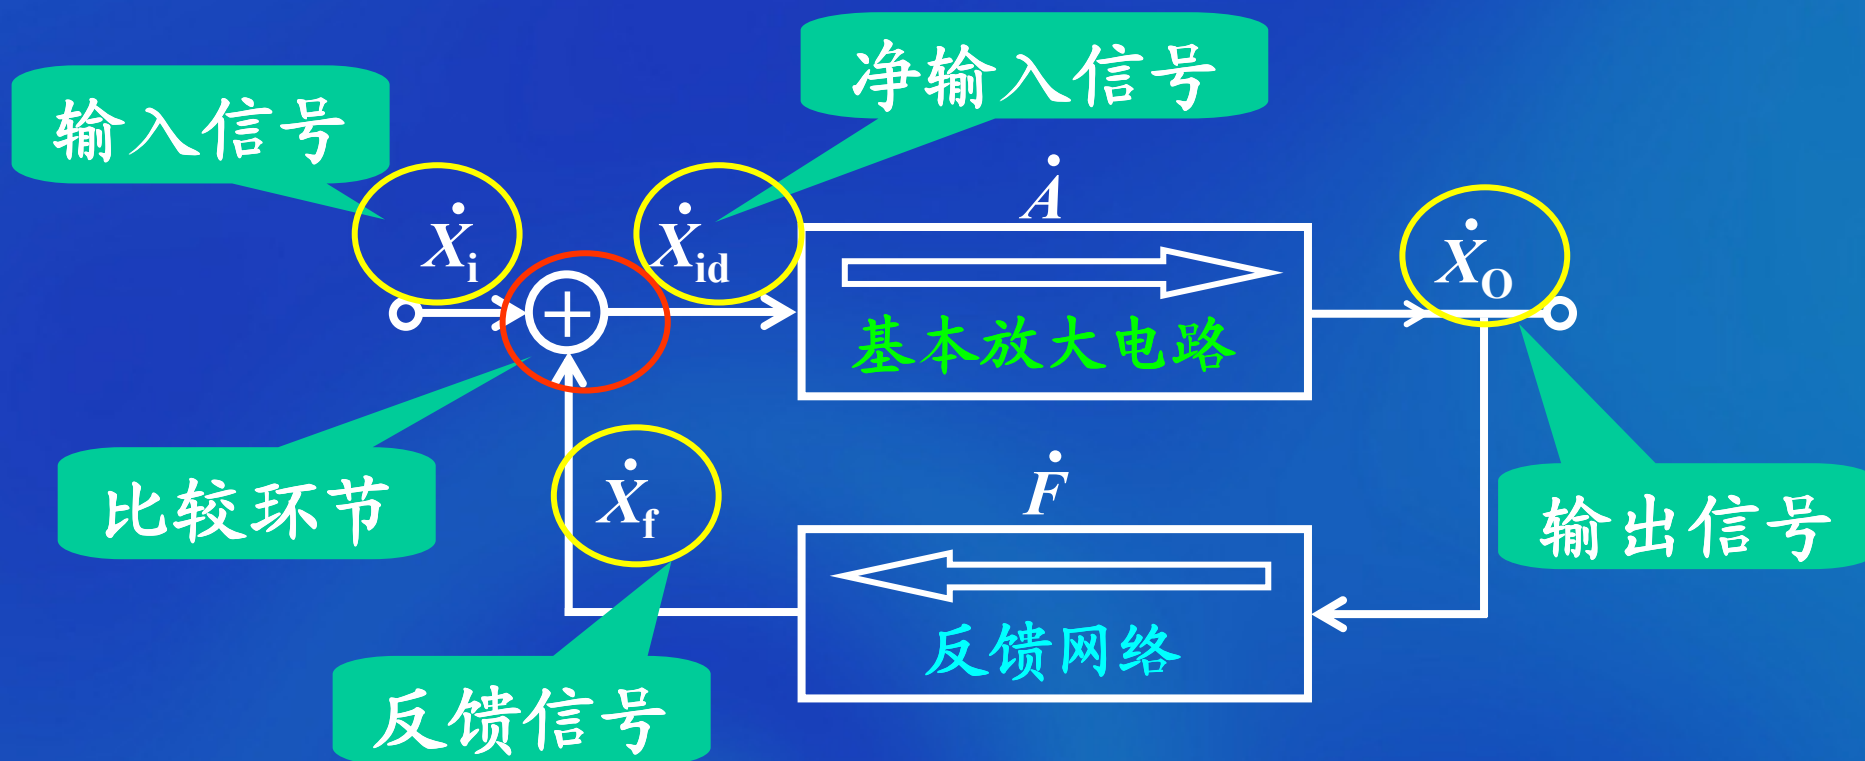 净输入信号
输入信号
Ȧ
Ẋi
Ẋid
ẊO
+
基本放大电路
Ẋf
Ḟ
比较环节
输出信号
反馈网络
反馈信号